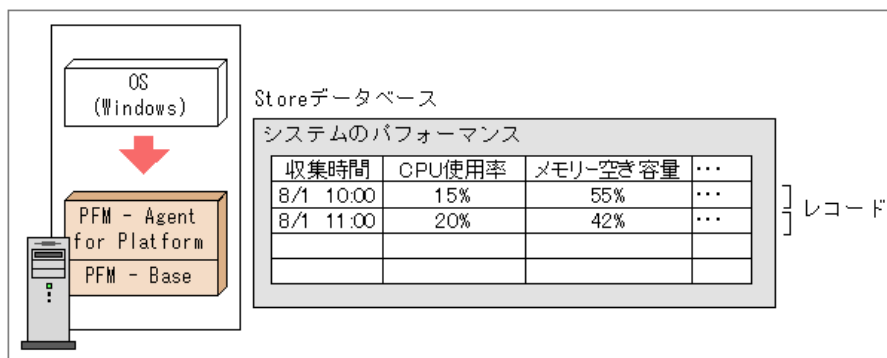 OS
(Windows)
PFM - Agent
for Platform
PFM - Base
Storeデータベース
システムのパフォーマンス
収集時間 CPU使用率 メモリー空き容量 ･･･
8/1 10:00 15% 55% ･･･
8/1 11:00 20% 42% ･･･
レコード